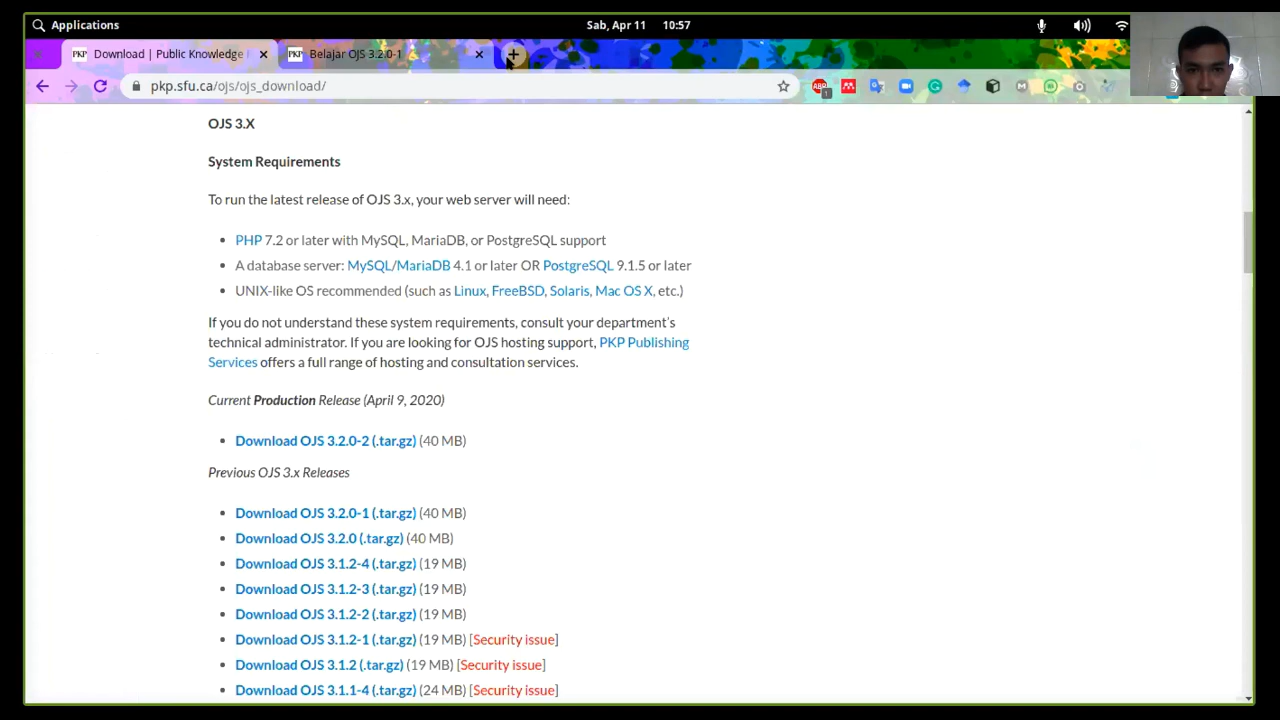 Applications
Sab, Apr 11 10:57
PKP Download | Public Knowledge
PKP Belajar OJS 3.2.0-1
pkp.sfu.ca/ojs/ojs_download/
OJS 3.X
System Requirements
To run the latest release of OJS 3.x, your web server will need:
• PHP 7.2 or later with MySQL, MariaDB, or PostgreSQL support
• A database server: MySQL/MariaDB 4.1 or later OR PostgreSQL 9.1.5 or later
• UNIX-like OS recommended (such as Linux, FreeBSD, Solaris, Mac OS X, etc.)
If you do not understand these system requirements, consult your department's
technical administrator. If you are looking for OJS hosting support, PKP Publishing
Services offers a full range of hosting and consultation services.
Current Production Release (April 9, 2020)
• Download OJS 3.2.0-2 (.tar.gz) (40 MB)
Previous OJS 3.x Releases
• Download OJS 3.2.0-1 (.tar.gz) (40 MB)
• Download OJS 3.2.0 (.tar.gz) (40 MB)
• Download OJS 3.1.2-4 (.tar.gz) (19 MB)
• Download OJS 3.1.2-3 (.tar.gz) (19 MB)
• Download OJS 3.1.2-2 (.tar.gz) (19 MB)
• Download OJS 3.1.2-1 (.tar.gz) (19 MB) [Security issue]
• Download OJS 3.1.2 (.tar.gz) (19 MB) [Security issue]
• Download OJS 3.1.1-4 (.tar.gz) (24 MB) [Security issue]